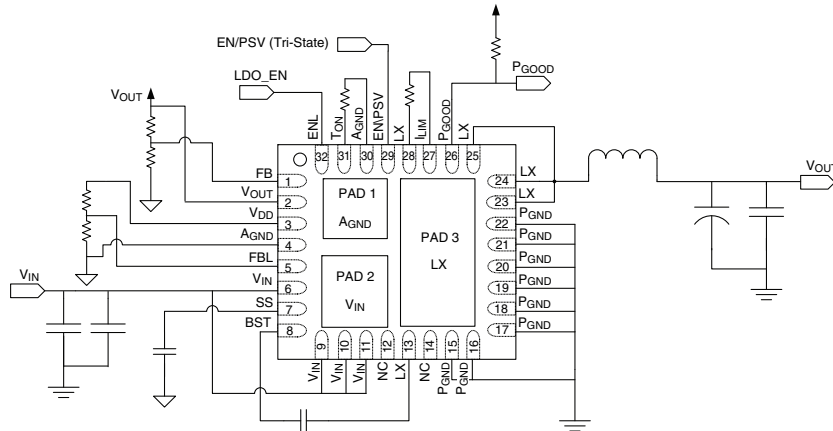 EN/PSV (Tri-State)
PGOOD
LDO_EN
VOUT
ENL
TON
AGND
EN\PSV
LX
ILIM
PGOOD
LX
32
31
30
29
28
27
26
25
FB
1
VOUT
2
VDD
3
AGND
4
FBL
5
VIN
VIN
6
SS
7
BST
8
PAD 1
AGND
PAD 2
VIN
PAD 3
LX
24
LX
23
LX
22
PGND
21
PGND
20
PGND
19
PGND
18
PGND
17
PGND
VOUT
9
10
11
12
13
14
15
16
VIN
VIN
VIN
NC
LX
NC
PGND
PGND